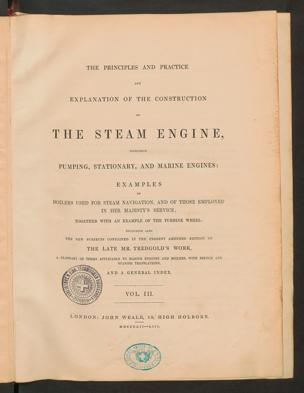 THE PRINCIPLES AND PRACTICE
AND
EXPLANATION OF THE CONSTRUCTION
OF
THE STEAM ENGINE,
INCLUDING
PUMPING, STATIONARY, AND MARINE ENGINES:
EXAMPLES
OF
BOILERS USED FOR STEAM NAVIGATION, AND OF THOSE EMPLOYED
IN HER MAJESTY'S SERVICE,
TOGETHER WITH AN EXAMPLE OF THE TURBINE WHEEL.
INCLUDING ALSO
THE NEW SUBJECTS CONTAINED IN THE PRESENT AMENDED EDITION OF
THE LATE MR. TREDGOLD'S WORK,
A GLOSSARY OF TERMS APPLICABLE TO MARINE ENGINES AND BOILERS, WITH FRENCH AND
SPANISH TRANSLATIONS,
AND A GENERAL INDEX.
VOL. III.
LONDON: JOHN WEALE, 59, HIGH HOLBORN.